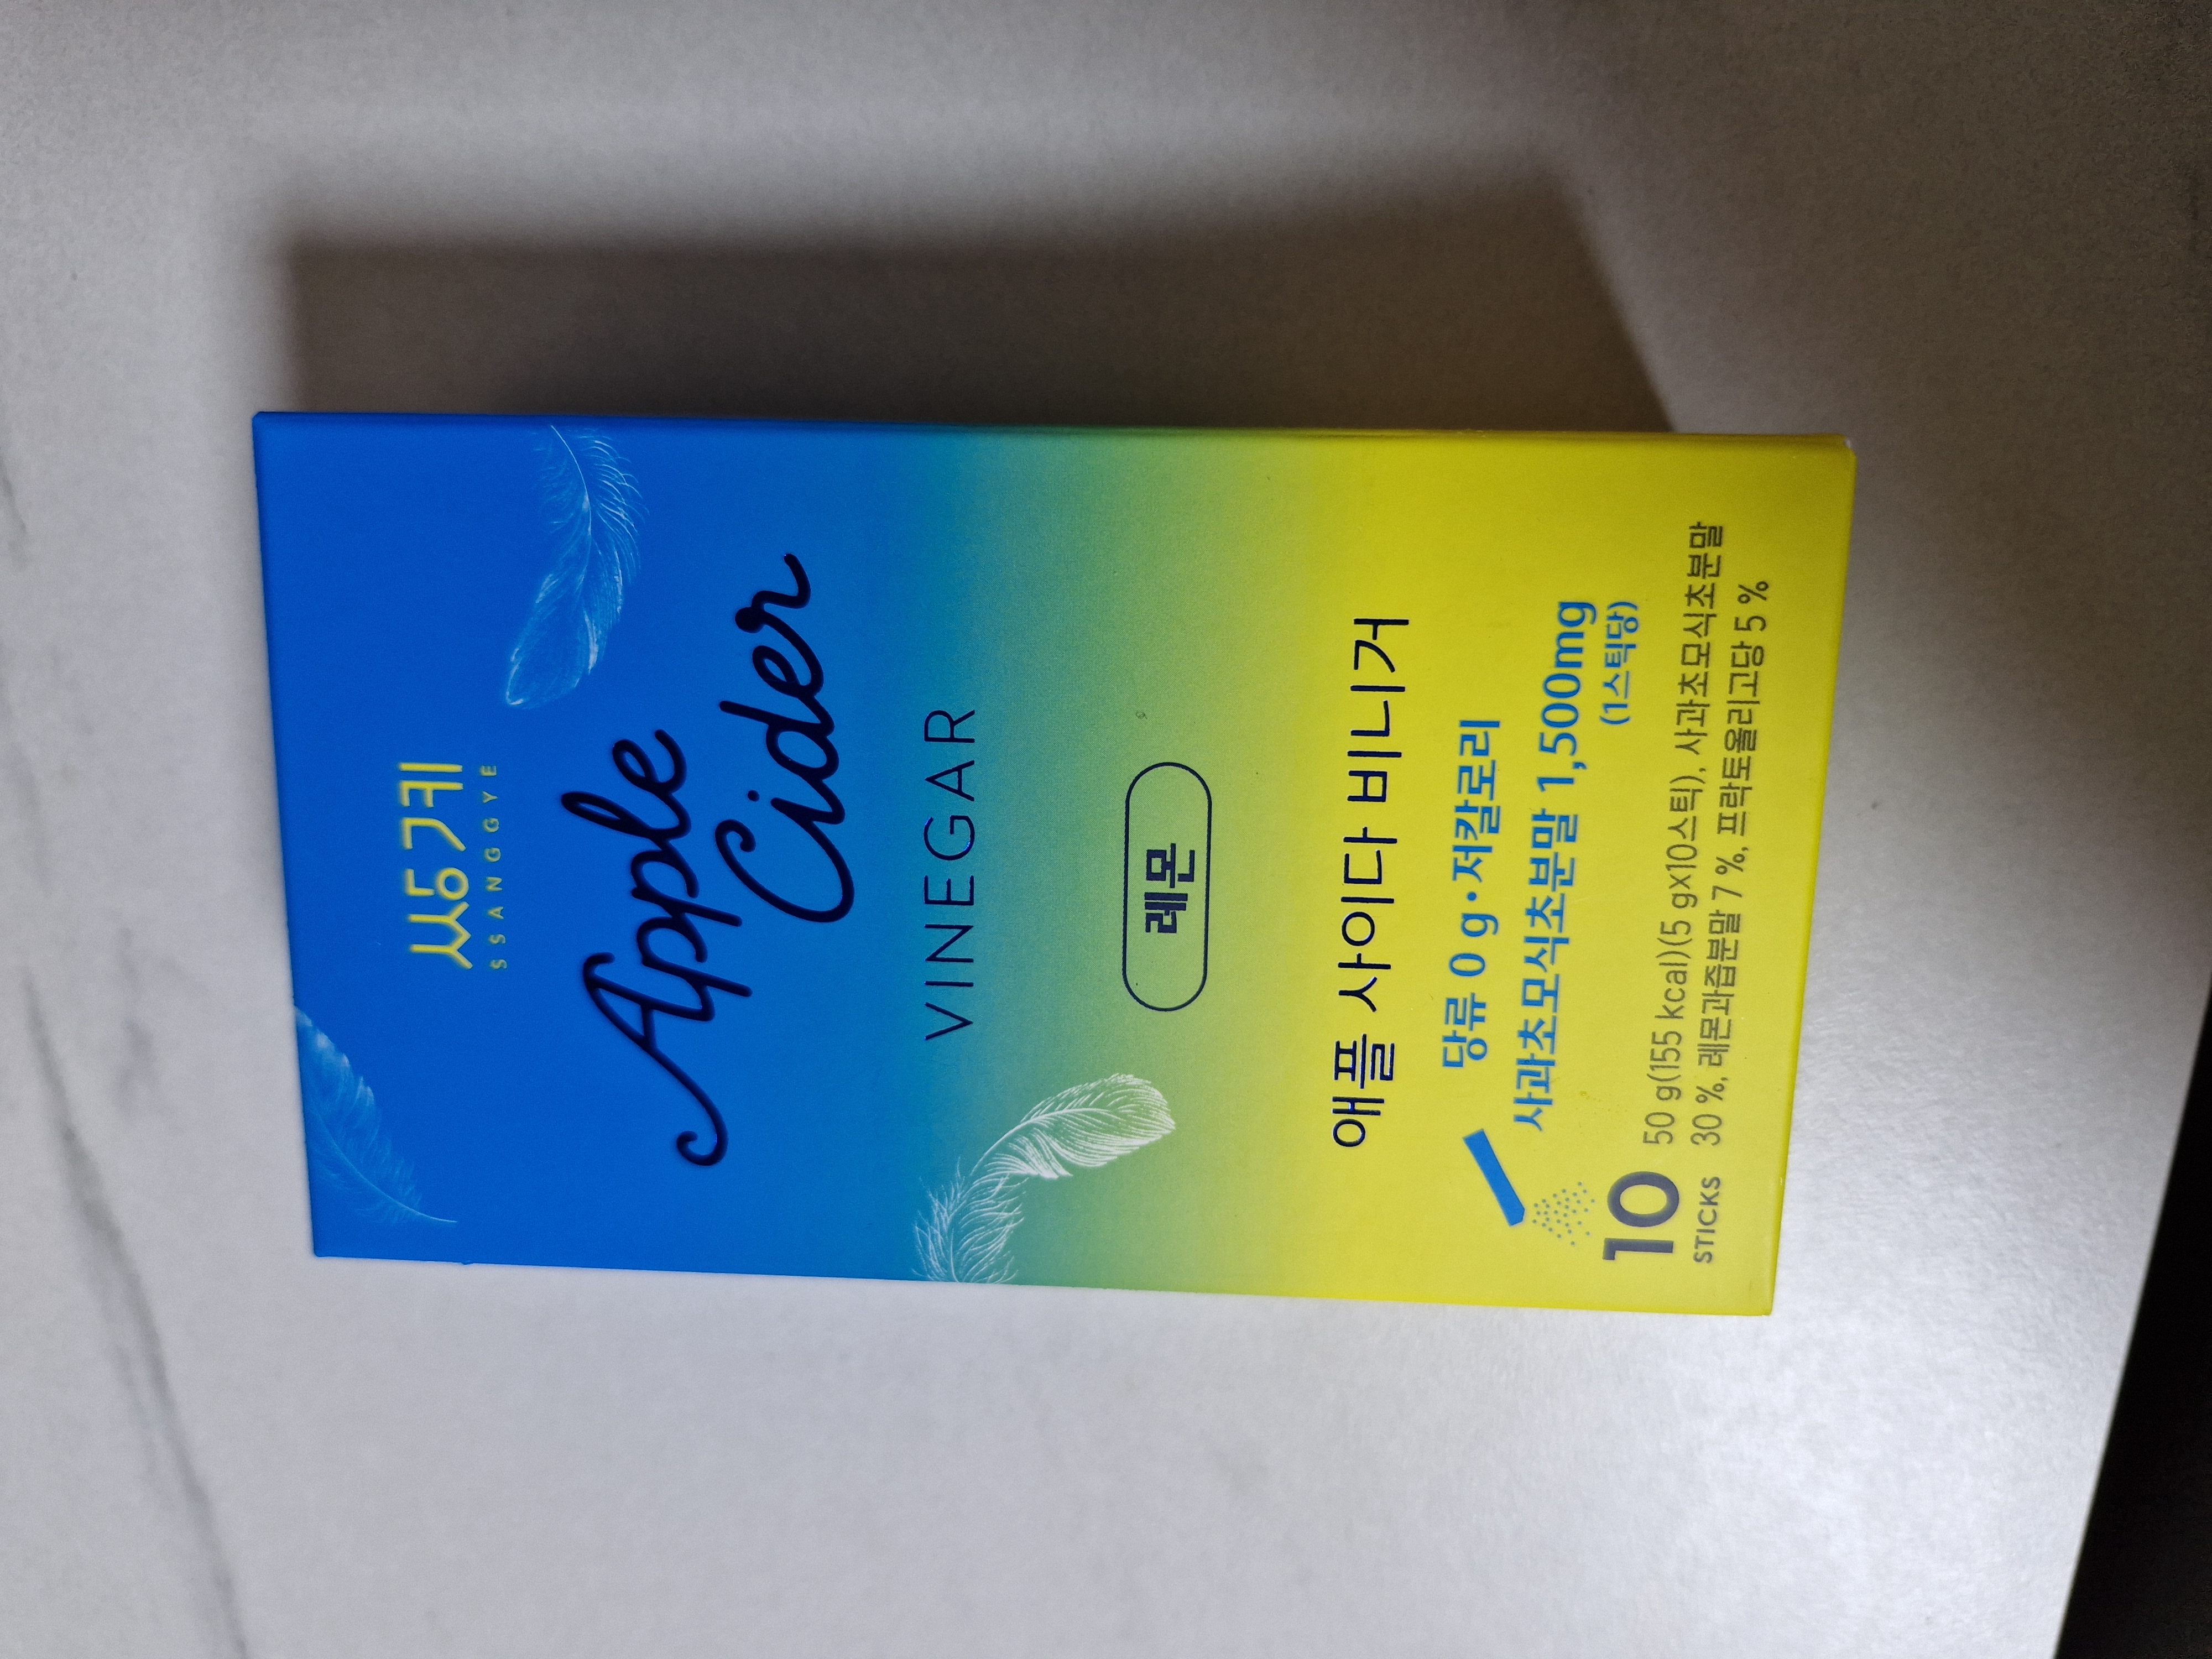 쌍계
SSANGGYE
Apple
Cider
VINEGAR
레몬
애플 사이다 비니거
당류 0 g·저칼로리
사과초모식초분말 1,500mg
(1스틱당)
10
STICKS
50 g(155 kcal)(5 gx10스틱), 사과초모식초분말
30 %, 레몬과즙분말 7 %, 프락토올리고당 5 %